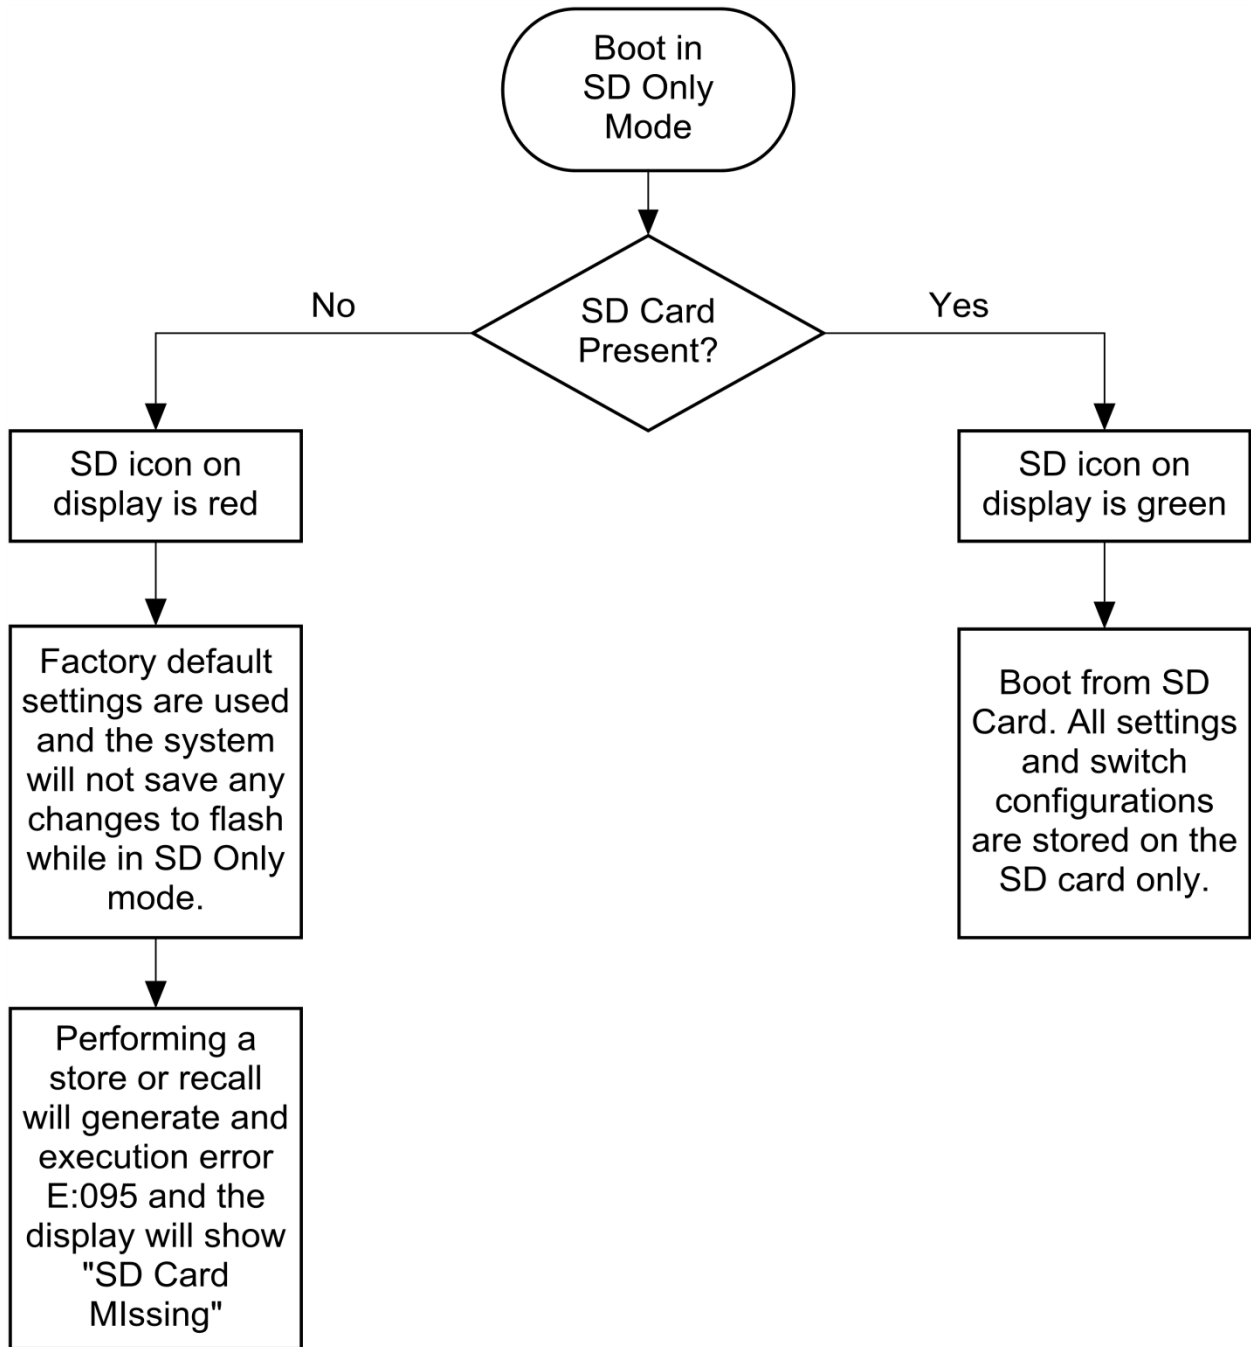 Boot in
SD Only
Mode
SD Card
Present?
No
Yes
SD icon on
display is red
SD icon on
display is green
Factory default
settings are used
and the system
will not save any
changes to flash
while in SD Only
mode.
Boot from SD
Card. All settings
and switch
configurations
are stored on the
SD card only.
Performing a
store or recall
will generate and
execution error
E:095 and the
display will show
"SD Card
MIssing"